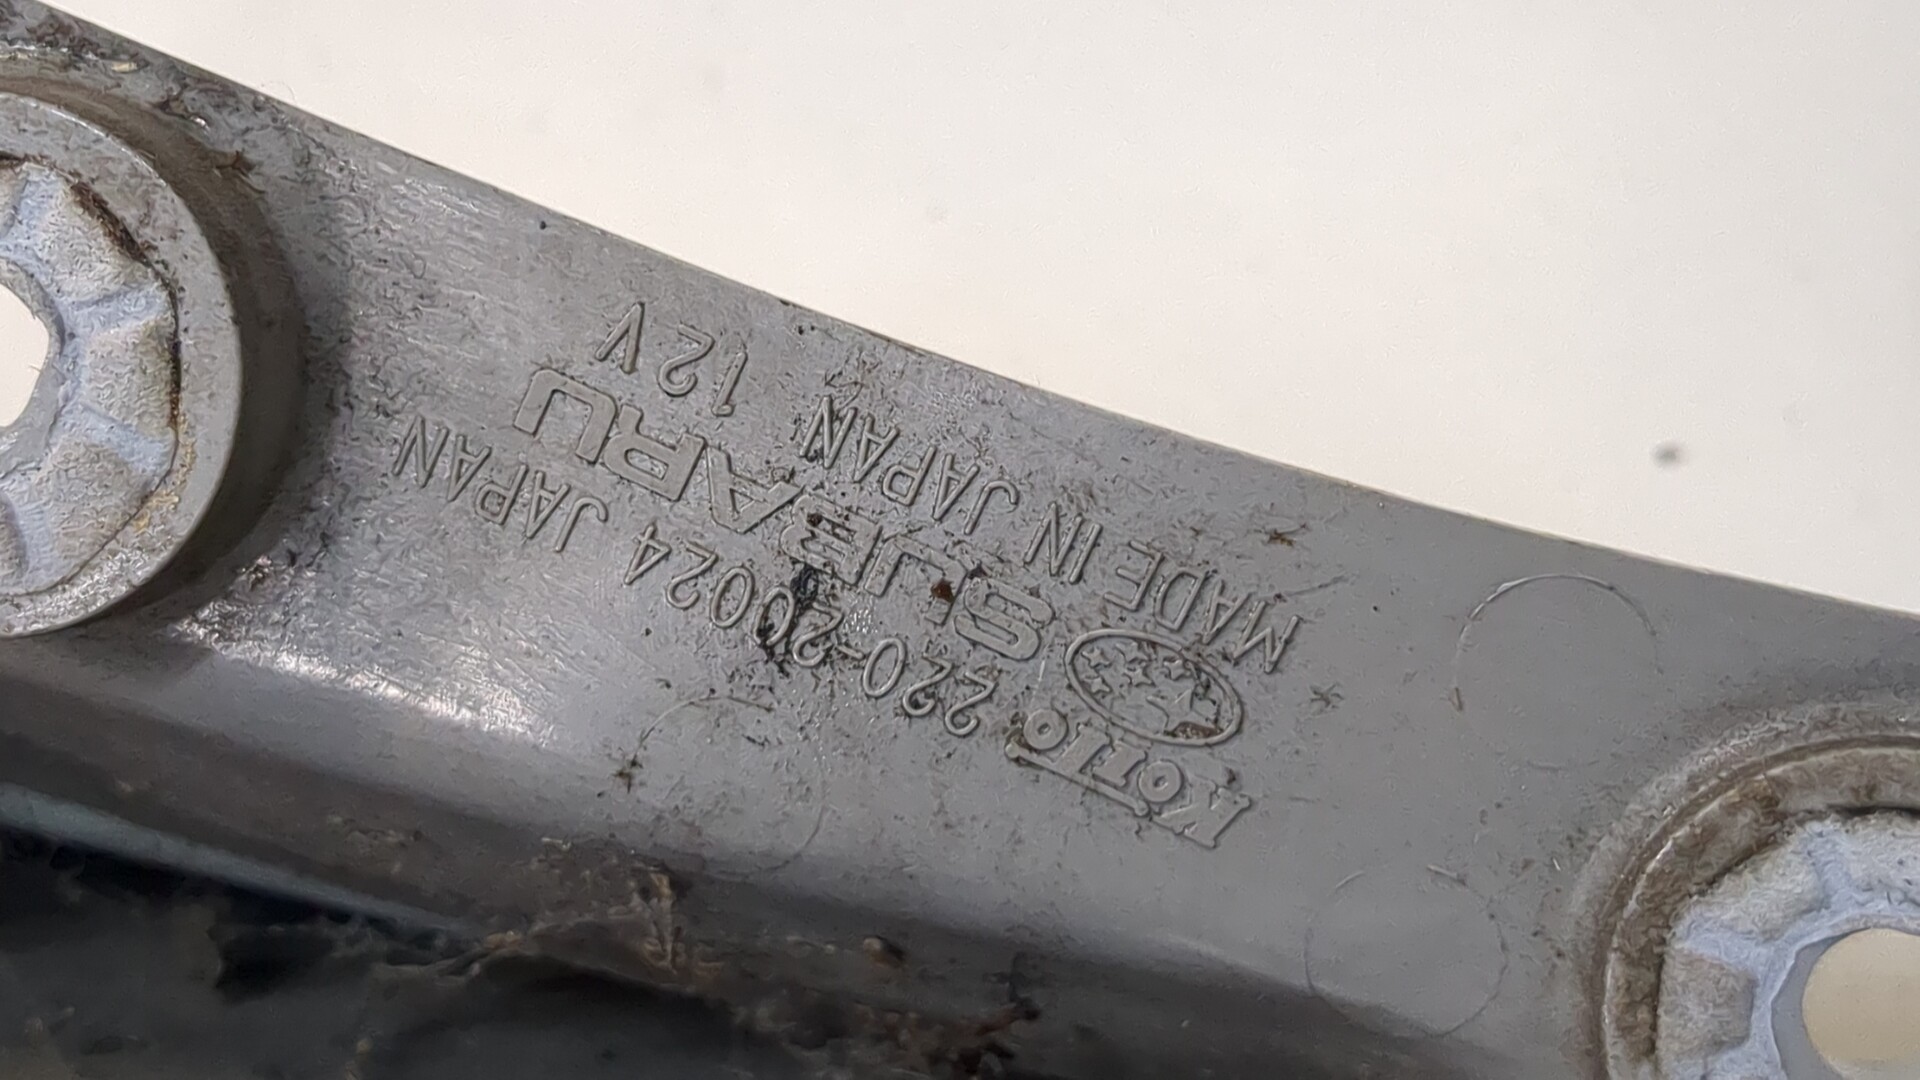 KOITO 220-20024 JAPAN
SUBARU
MADE IN JAPAN 12V